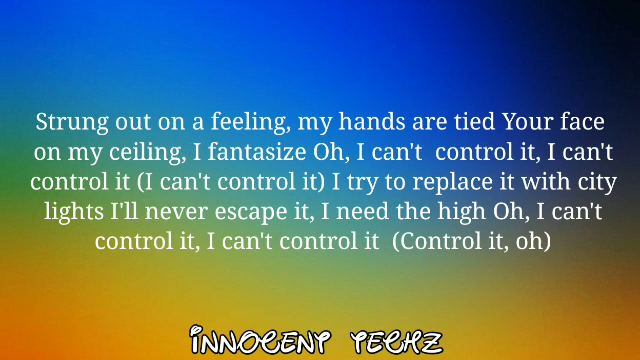 Strung out on a feeling, my hands are tied Your face
on my ceiling, I fantasize Oh, I can't  control it, I can't
control it (I can't control it) I try to replace it with city
lights I'll never escape it, I need the high Oh, I can't
control it, I can't control it  (Control it, oh)
INNOCENT TECHZ